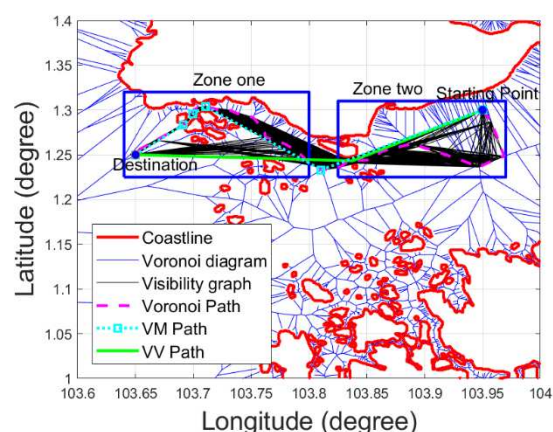 1.4
Zone one
Zone two
Starting Point
1.35
1.3
1.25
Destination
1.2
1.15
1.1
1.05
1
Latitude (degree)
Coastline
Voronoi diagram
Visibility graph
Voronoi Path
VM Path
VV Path
103.6 103.65 103.7 103.75 103.8 103.85 103.9 103.95 104
Longitude (degree)